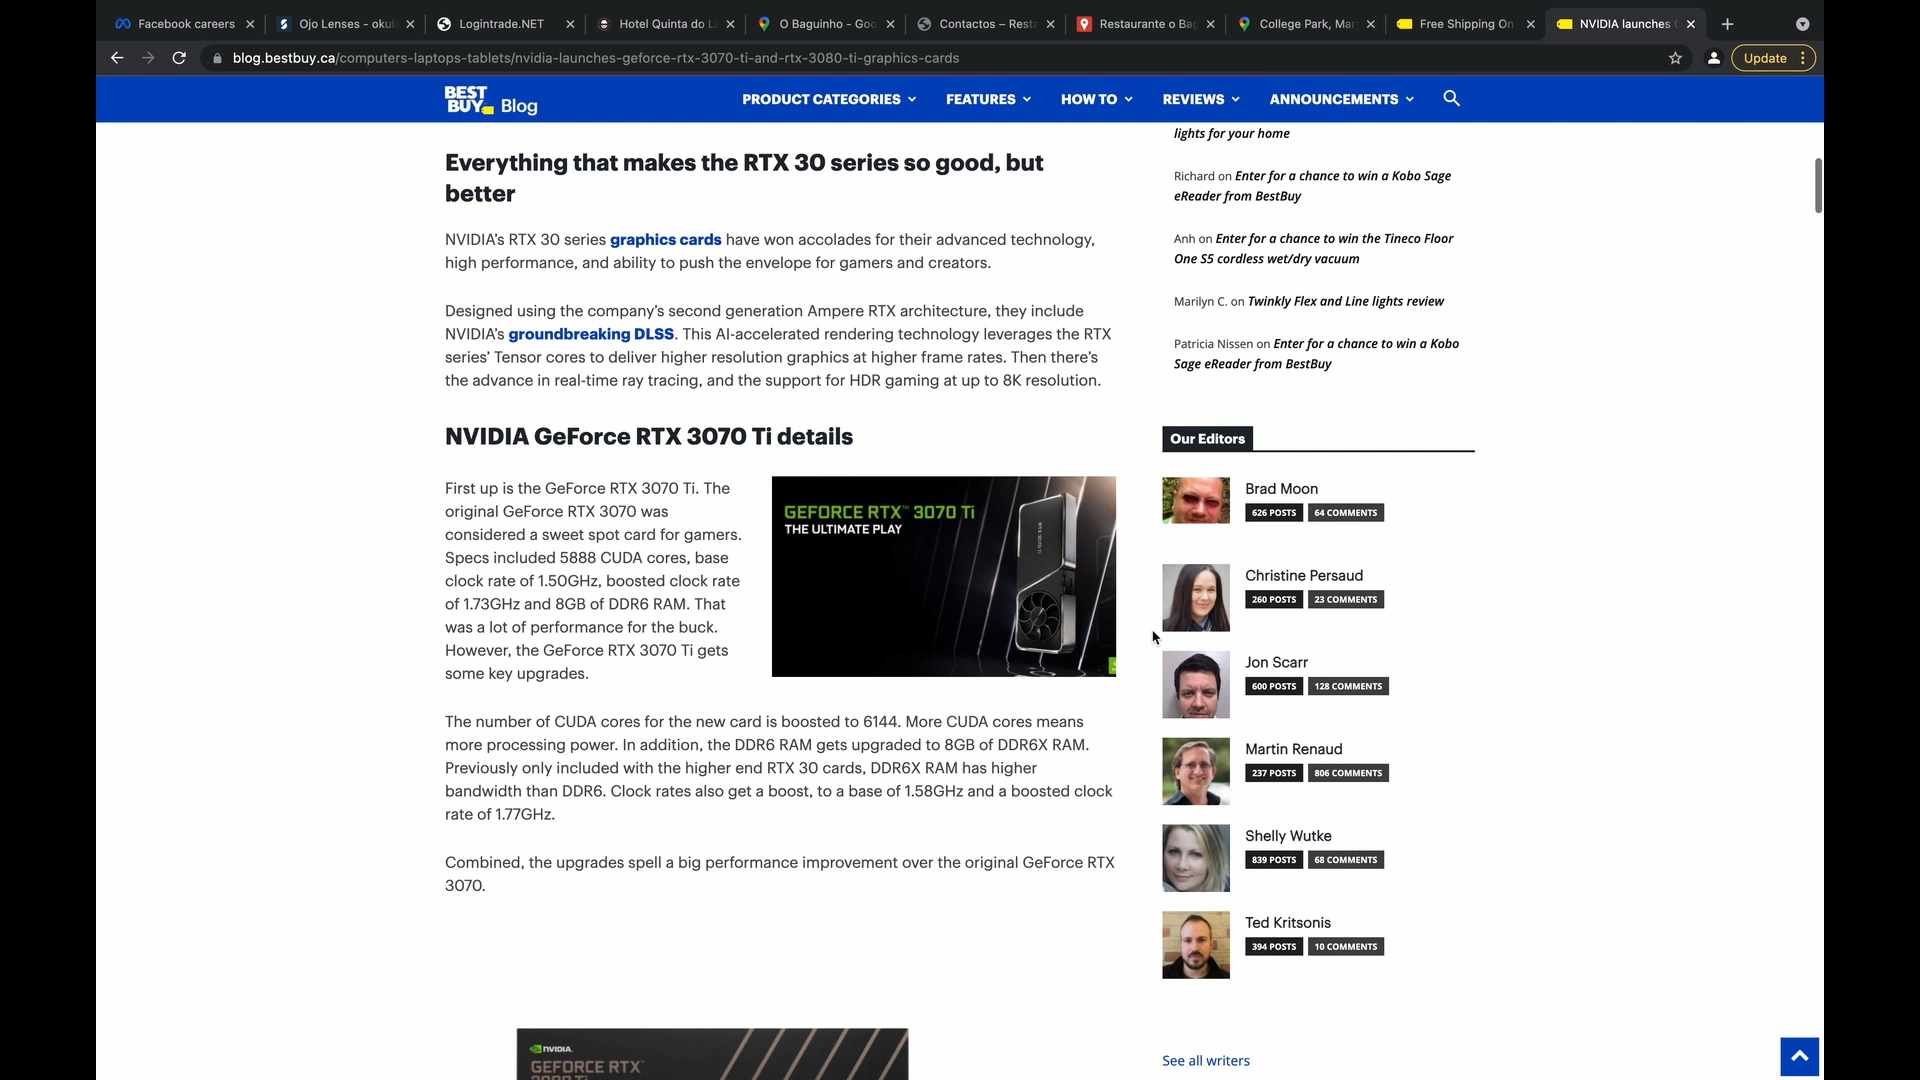 Facebook careers
Ojo Lenses - okul
Logintrade.NET
Hotel Quinta do L
O Baguinho - Goo
Contactos – Resta
Restaurante o Bag
College Park, Mar
Free Shipping On
NVIDIA launches G
blog.bestbuy.ca/computers-laptops-tablets/nvidia-launches-geforce-rtx-3070-ti-and-rtx-3080-ti-graphics-cards
Update
BEST
BUY Blog
PRODUCT CATEGORIES
FEATURES
HOW TO
REVIEWS
ANNOUNCEMENTS
Everything that makes the RTX 30 series so good, but
better
NVIDIA’s RTX 30 series graphics cards have won accolades for their advanced technology,
high performance, and ability to push the envelope for gamers and creators.
Designed using the company’s second generation Ampere RTX architecture, they include
NVIDIA’s groundbreaking DLSS. This AI-accelerated rendering technology leverages the RTX
series’ Tensor cores to deliver higher resolution graphics at higher frame rates. Then there’s
the advance in real-time ray tracing, and the support for HDR gaming at up to 8K resolution.
NVIDIA GeForce RTX 3070 Ti details
First up is the GeForce RTX 3070 Ti. The
original GeForce RTX 3070 was
considered a sweet spot card for gamers.
Specs included 5888 CUDA cores, base
clock rate of 1.50GHz, boosted clock rate
of 1.73GHz and 8GB of DDR6 RAM. That
was a lot of performance for the buck.
However, the GeForce RTX 3070 Ti gets
some key upgrades.
GEFORCE RTX™ 3070 Ti
THE ULTIMATE PLAY
RTX 3070 Ti
The number of CUDA cores for the new card is boosted to 6144. More CUDA cores means
more processing power. In addition, the DDR6 RAM gets upgraded to 8GB of DDR6X RAM.
Previously only included with the higher end RTX 30 cards, DDR6X RAM has higher
bandwidth than DDR6. Clock rates also get a boost, to a base of 1.58GHz and a boosted clock
rate of 1.77GHz.
Combined, the upgrades spell a big performance improvement over the original GeForce RTX
3070.
NVIDIA.
GEFORCE RTX™
lights for your home
Richard on Enter for a chance to win a Kobo Sage
eReader from BestBuy
Anh on Enter for a chance to win the Tineco Floor
One S5 cordless wet/dry vacuum
Marilyn C. on Twinkly Flex and Line lights review
Patricia Nissen on Enter for a chance to win a Kobo
Sage eReader from BestBuy
Our Editors
Brad Moon
626 POSTS 64 COMMENTS
Christine Persaud
260 POSTS 23 COMMENTS
Jon Scarr
600 POSTS 128 COMMENTS
Martin Renaud
237 POSTS 806 COMMENTS
Shelly Wutke
839 POSTS 68 COMMENTS
Ted Kritsonis
394 POSTS 10 COMMENTS
See all writers